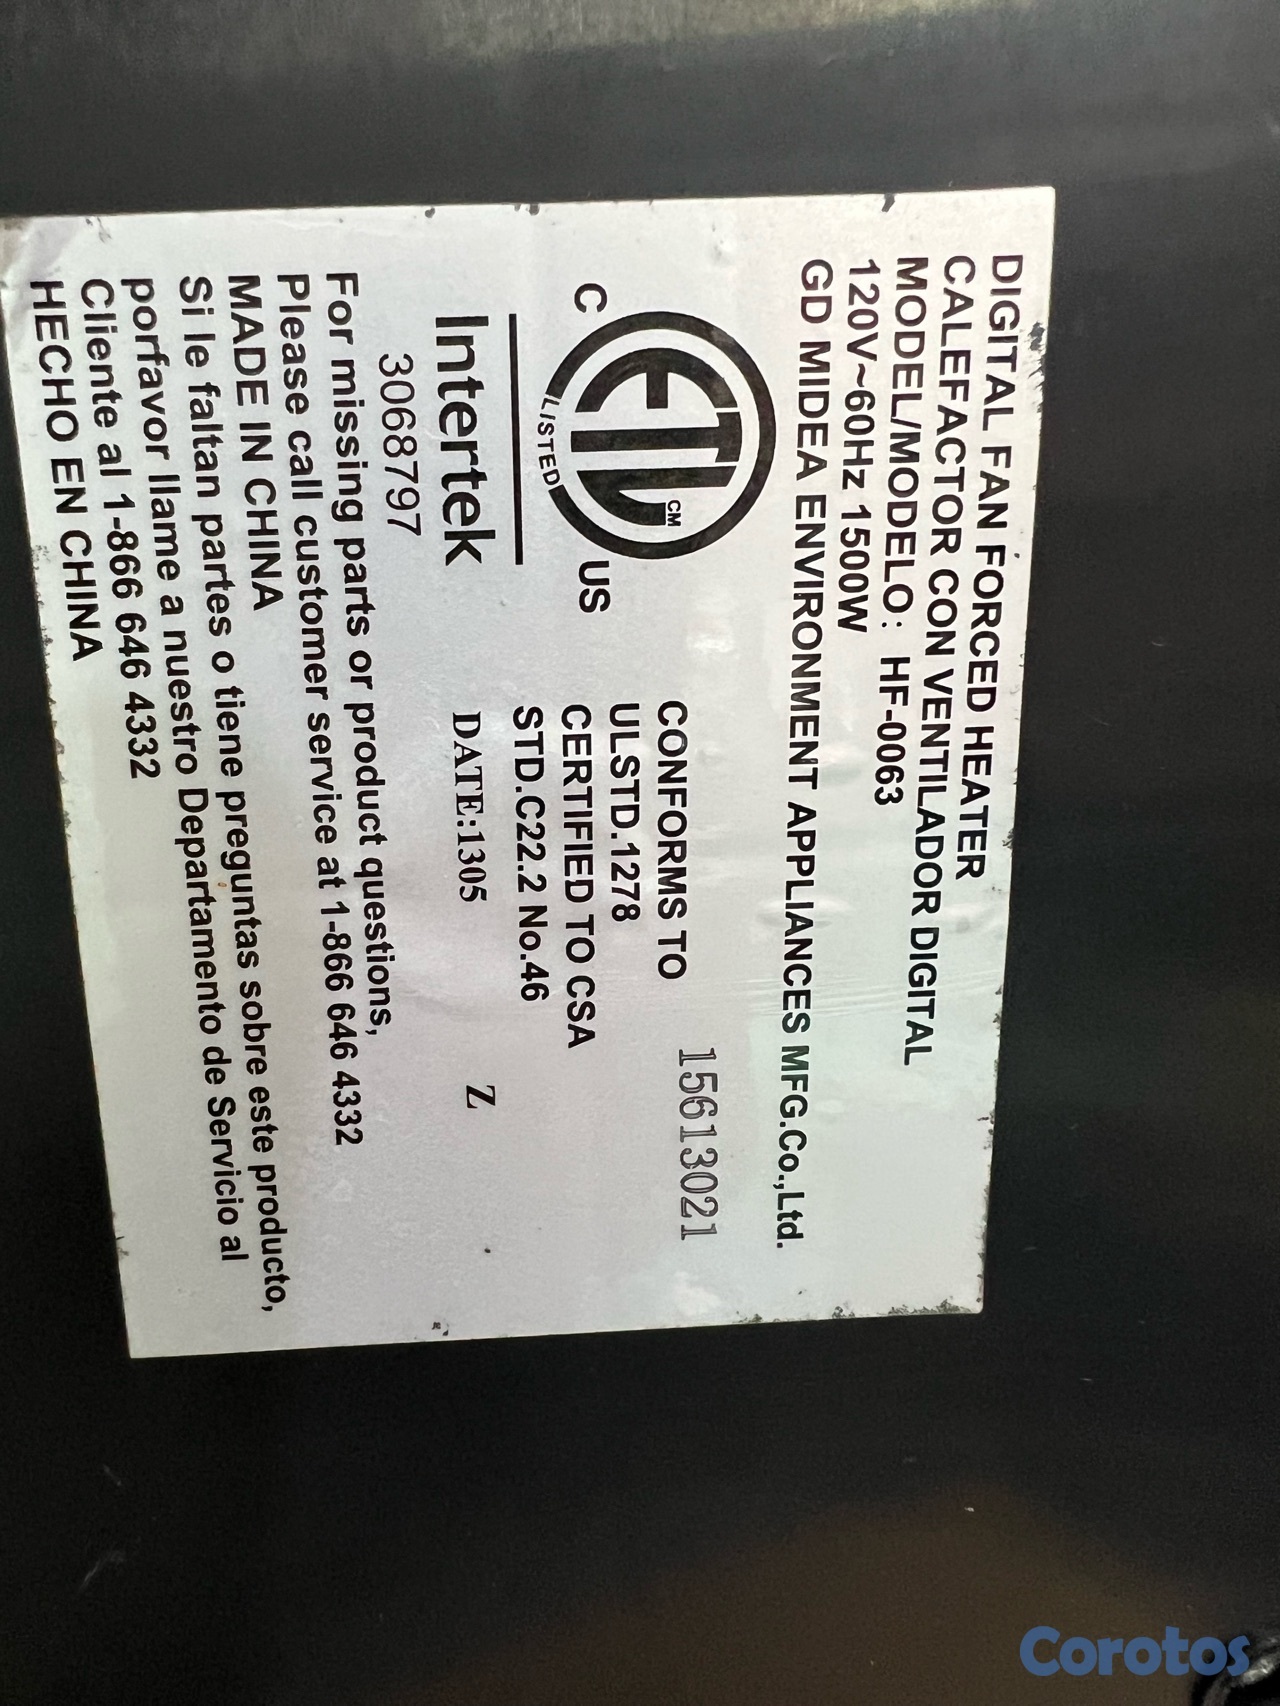 DIGITAL FAN FORCED HEATER
CALEFACTOR CON VENTILADOR DIGITAL
MODEL/MODELO: HF-0063
120V~60Hz 1500W
GD MIDEA ENVIRONMENT APPLIANCES MFG.Co.,Ltd.
C ETL CM LISTED US
Intertek
3068797
15613021
CONFORMS TO
ULSTD.1278
CERTIFIED TO CSA
STD.C22.2 No.46
DATE:1305 Z
For missing parts or product questions,
Please call customer service at 1-866 646 4332
MADE IN CHINA
Si le faltan partes o tiene preguntas sobre este producto,
porfavor llame a nuestro Departamento de Servicio al
Cliente al 1-866 646 4332
HECHO EN CHINA
Corotos